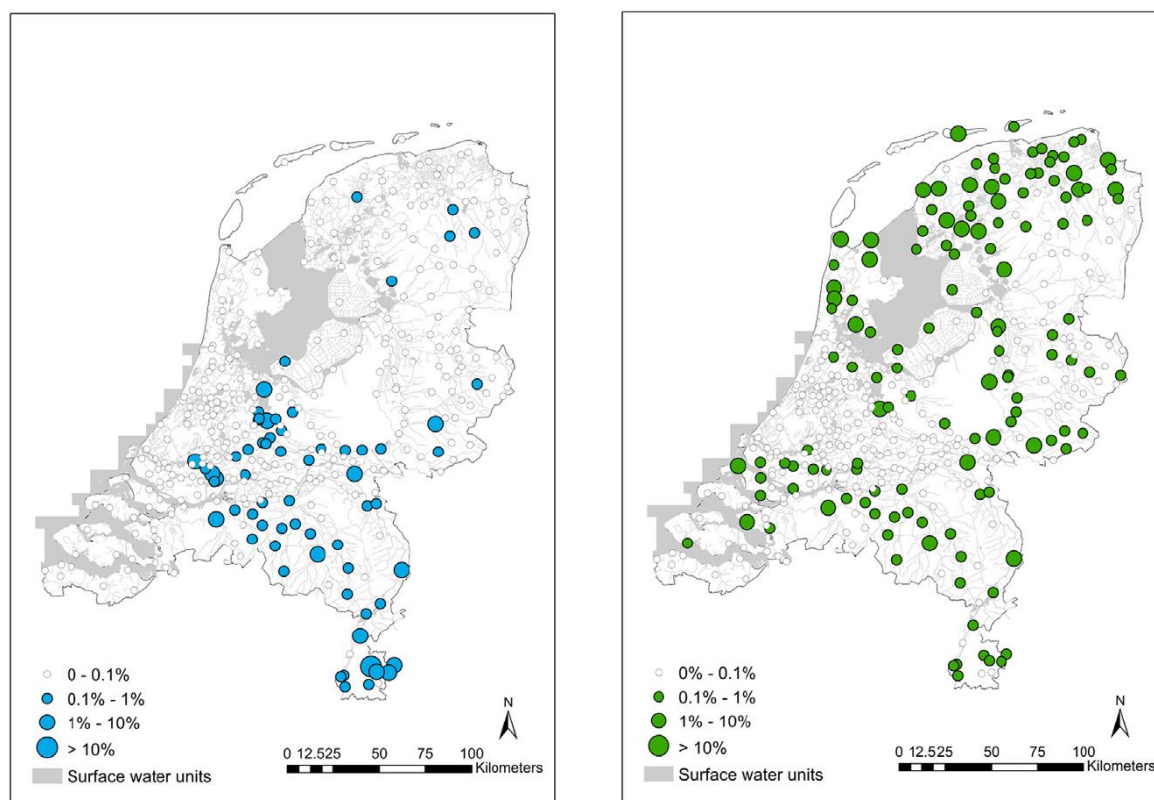 0 - 0.1%
0.1% - 1%
1% - 10%
> 10%
Surface water units
N
0 12.525 50 75 100
Kilometers
0% - 0.1%
0.1% - 1%
1% - 10%
> 10%
Surface water units
N
0 12.525 50 75 100
Kilometers